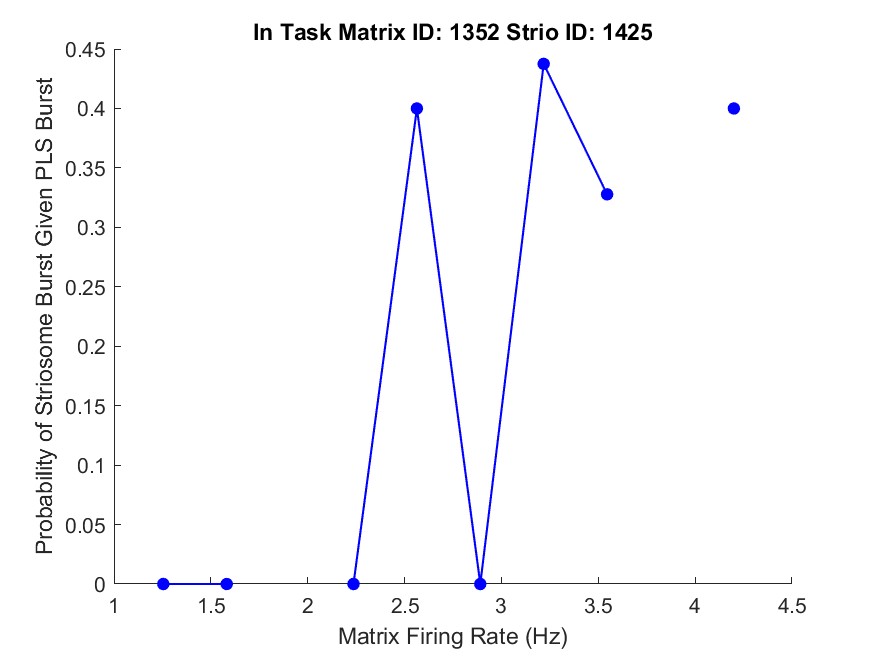 In Task Matrix ID: 1352 Strio ID: 1425
Probability of Striosome Burst Given PLS Burst
0.45
0.4
0.35
0.3
0.25
0.2
0.15
0.1
0.05
0
1 1.5 2 2.5 3 3.5 4 4.5
Matrix Firing Rate (Hz)